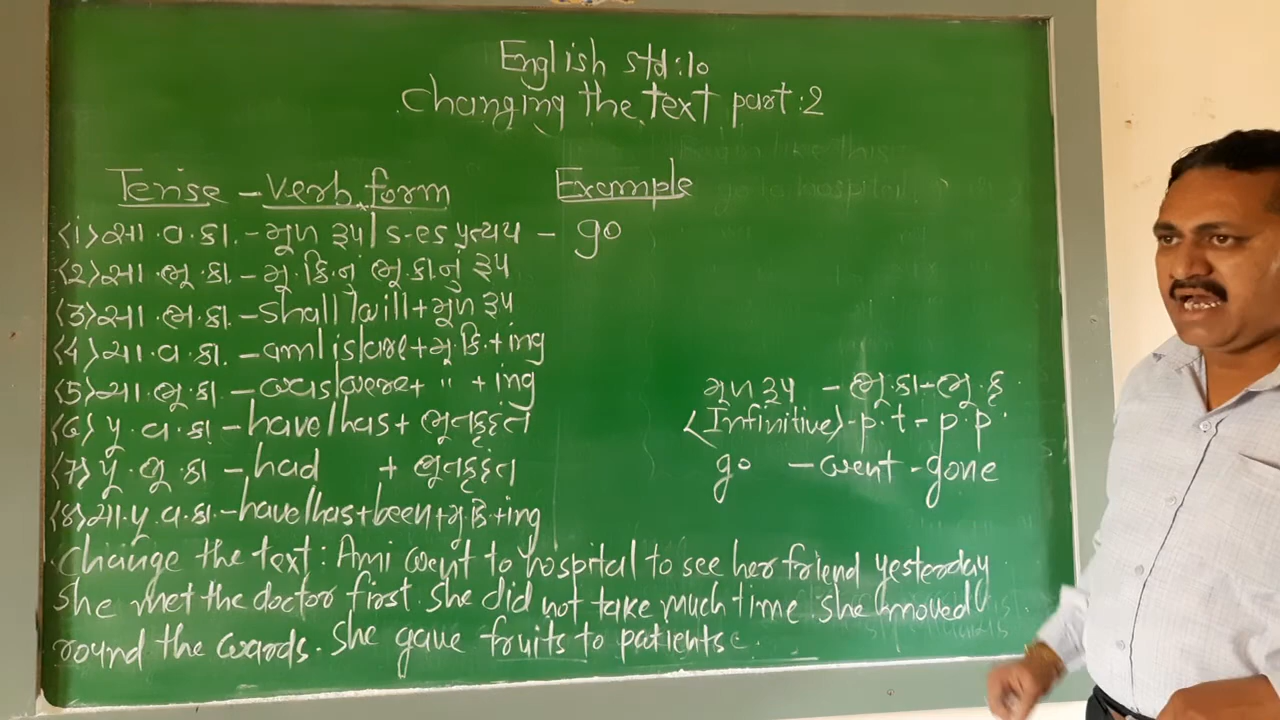 English std:10
Changing the text part:2
Tense - Verb form Example
<1> સા.વ.કા. - મૂળ રૂપ / s-es પ્રત્યય - go
<2> સા.ભૂ.કા - મૂ.ક્રિ.નું ભૂ.કા.નું રૂપ
<3> સા.ભ.કા. - shall/will + મૂળ રૂપ
<4> ચા.વ.કા. - am/is/are + મૂ.ક્રિ. + ing
<5> ચા.ભૂ.કા - was/were + " + ing
<6> પૂ.વ.કા - have/has + ભૂતકૃદંત
<7> પૂ.ભૂ.કા - had + ભૂતકૃદંત
<8> ચા.પૂ.વ.કા. - have/has + been + મૂ.ક્રિ + ing
મૂળ રૂપ - ભૂ.કા - ભૂ.કૃ.
<Infinitive> - p.t - p.p.
go - went - gone
Change the text: Ami went to hospital to see her friend yesterday.
She met the doctor first. She did not take much time. She moved
round the wards. She gave fruits to patients.